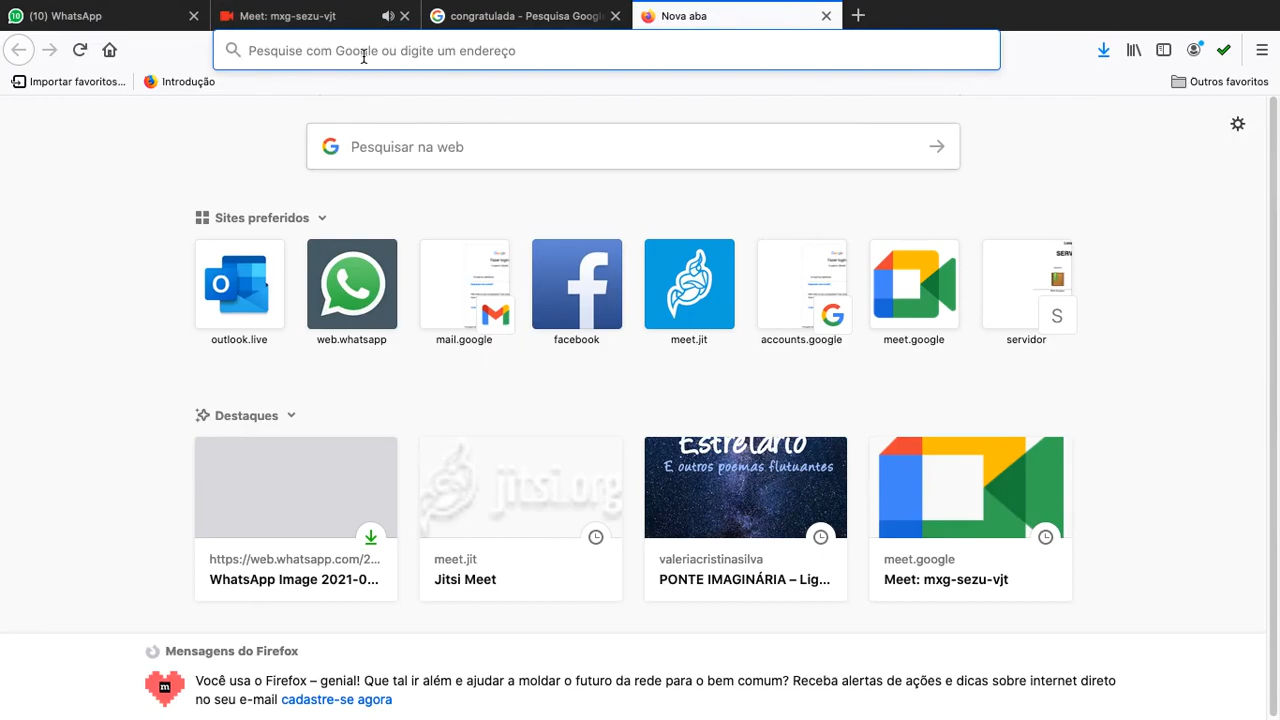 (10) WhatsApp
Meet: mxg-sezu-vjt
congratulada - Pesquisa Google
Nova aba
Pesquise com Google ou digite um endereço
Importar favoritos...
Introdução
Outros favoritos
Pesquisar na web
Sites preferidos
outlook.live
web.whatsapp
mail.google
facebook
meet.jit
accounts.google
meet.google
S
servidor
Destaques
jitsi.org
Estrelário
E outros poemas flutuantes
https://web.whatsapp.com/2...
WhatsApp Image 2021-0...
meet.jit
Jitsi Meet
valeriacristinasilva
PONTE IMAGINÁRIA – Lig...
meet.google
Meet: mxg-sezu-vjt
Mensagens do Firefox
Você usa o Firefox – genial! Que tal ir além e ajudar a moldar o futuro da rede para o bem comum? Receba alertas de ações e dicas sobre internet direto
no seu e-mail cadastre-se agora